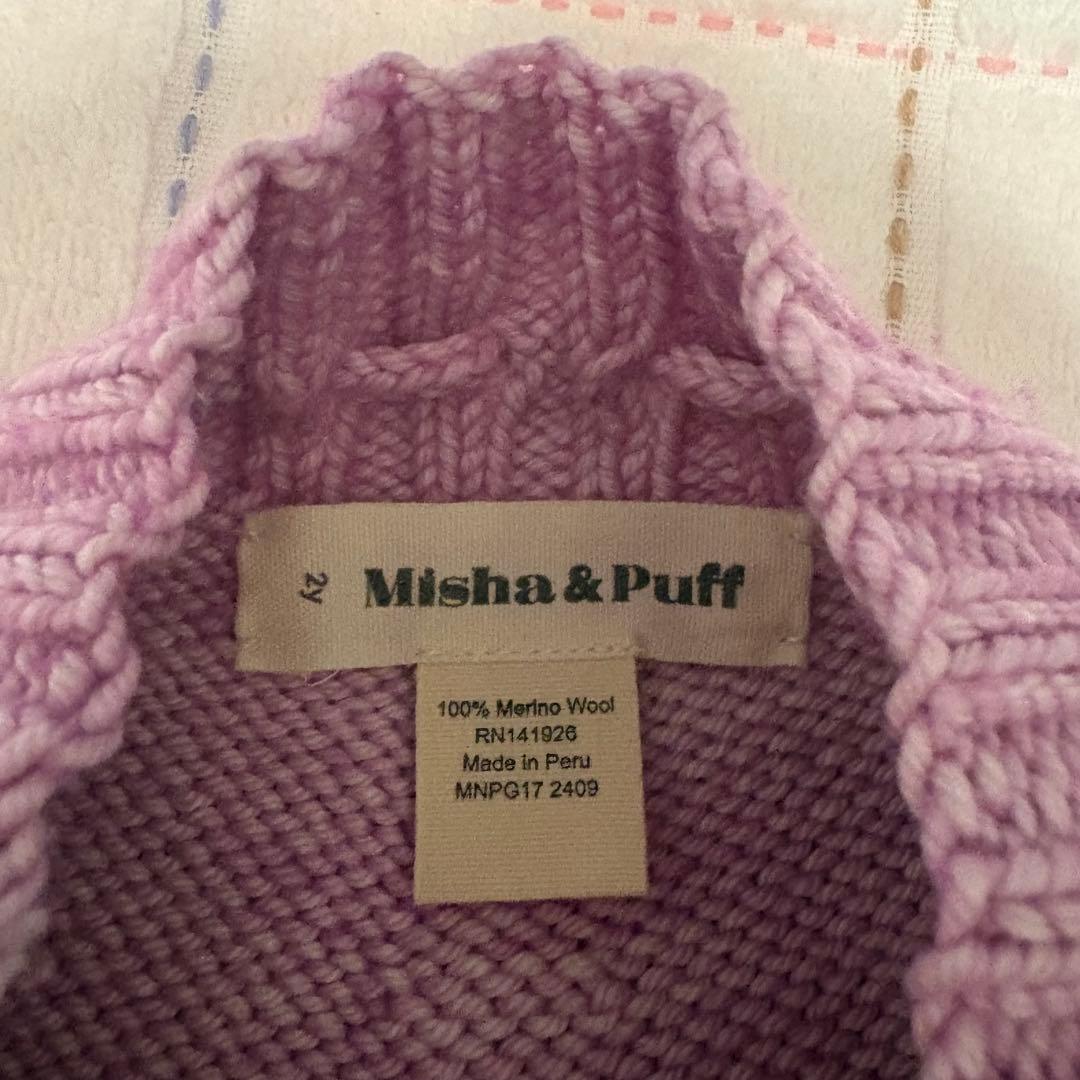 2y
Misha & Puff
100% Merino Wool
RN141926
Made in Peru
MNPG17 2409